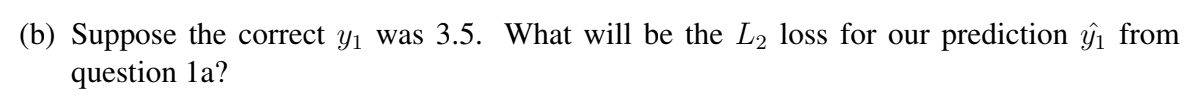 (b) Suppose the correct y₁ was 3.5. What will be the L₂ loss for our prediction ŷ₁ from
question 1a?